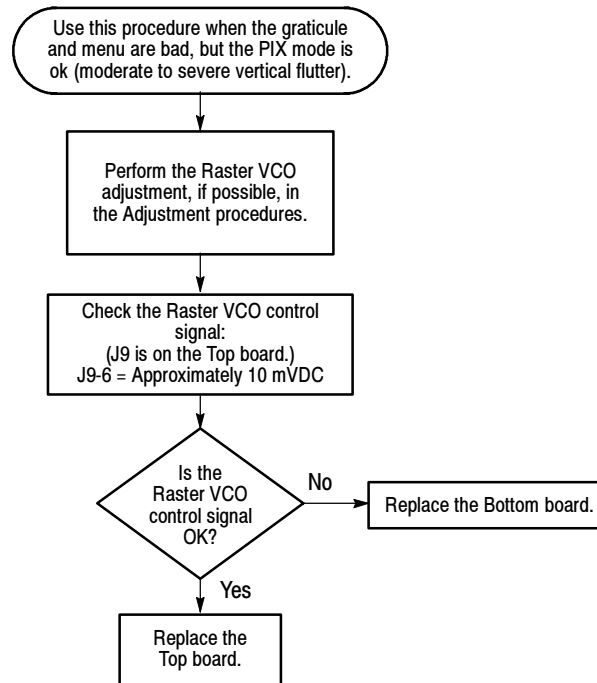 Use this procedure when the graticule
and menu are bad, but the PIX mode is
ok (moderate to severe vertical flutter).
Perform the Raster VCO
adjustment, if possible, in
the Adjustment procedures.
Check the Raster VCO control
signal:
(J9 is on the Top board.)
J9-6 = Approximately 10 mVDC
Is the
Raster VCO
control signal
OK?
No
Replace the Bottom board.
Yes
Replace the
Top board.